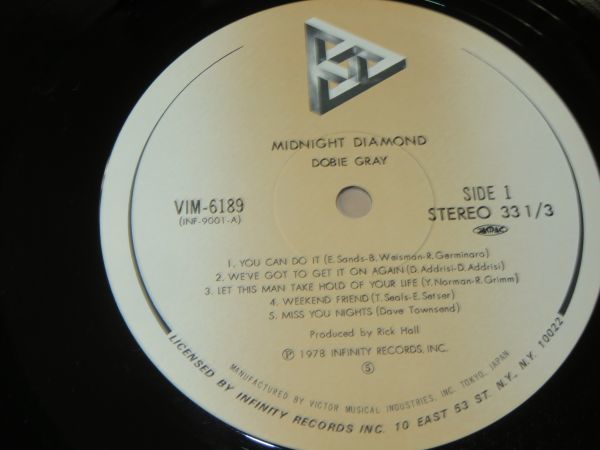 MIDNIGHT DIAMOND
DOBIE GRAY
VIM-6189
(INF-9001-A)
SIDE 1
STEREO 33 1/3
1. YOU CAN DO IT (E. Sands-B. Weisman-R. Germinaro)
2. WE'VE GOT TO GET IT ON AGAIN (D. Addrisi-D. Addrisi)
3. LET THIS MAN TAKE HOLD OF YOUR LIFE (Y. Norman-R. Grimm)
4. WEEKEND FRIEND (T. Seals-E. Setser)
5. MISS YOU NIGHTS (Dave Townsend)
Produced by Rick Hall
Ⓟ 1978 INFINITY RECORDS, INC.
Ⓢ
MANUFACTURED BY VICTOR MUSICAL INDUSTRIES, INC. TOKYO, JAPAN
LICENSED BY INFINITY RECORDS INC. 10 EAST 53 ST. N.Y., N.Y. 10022